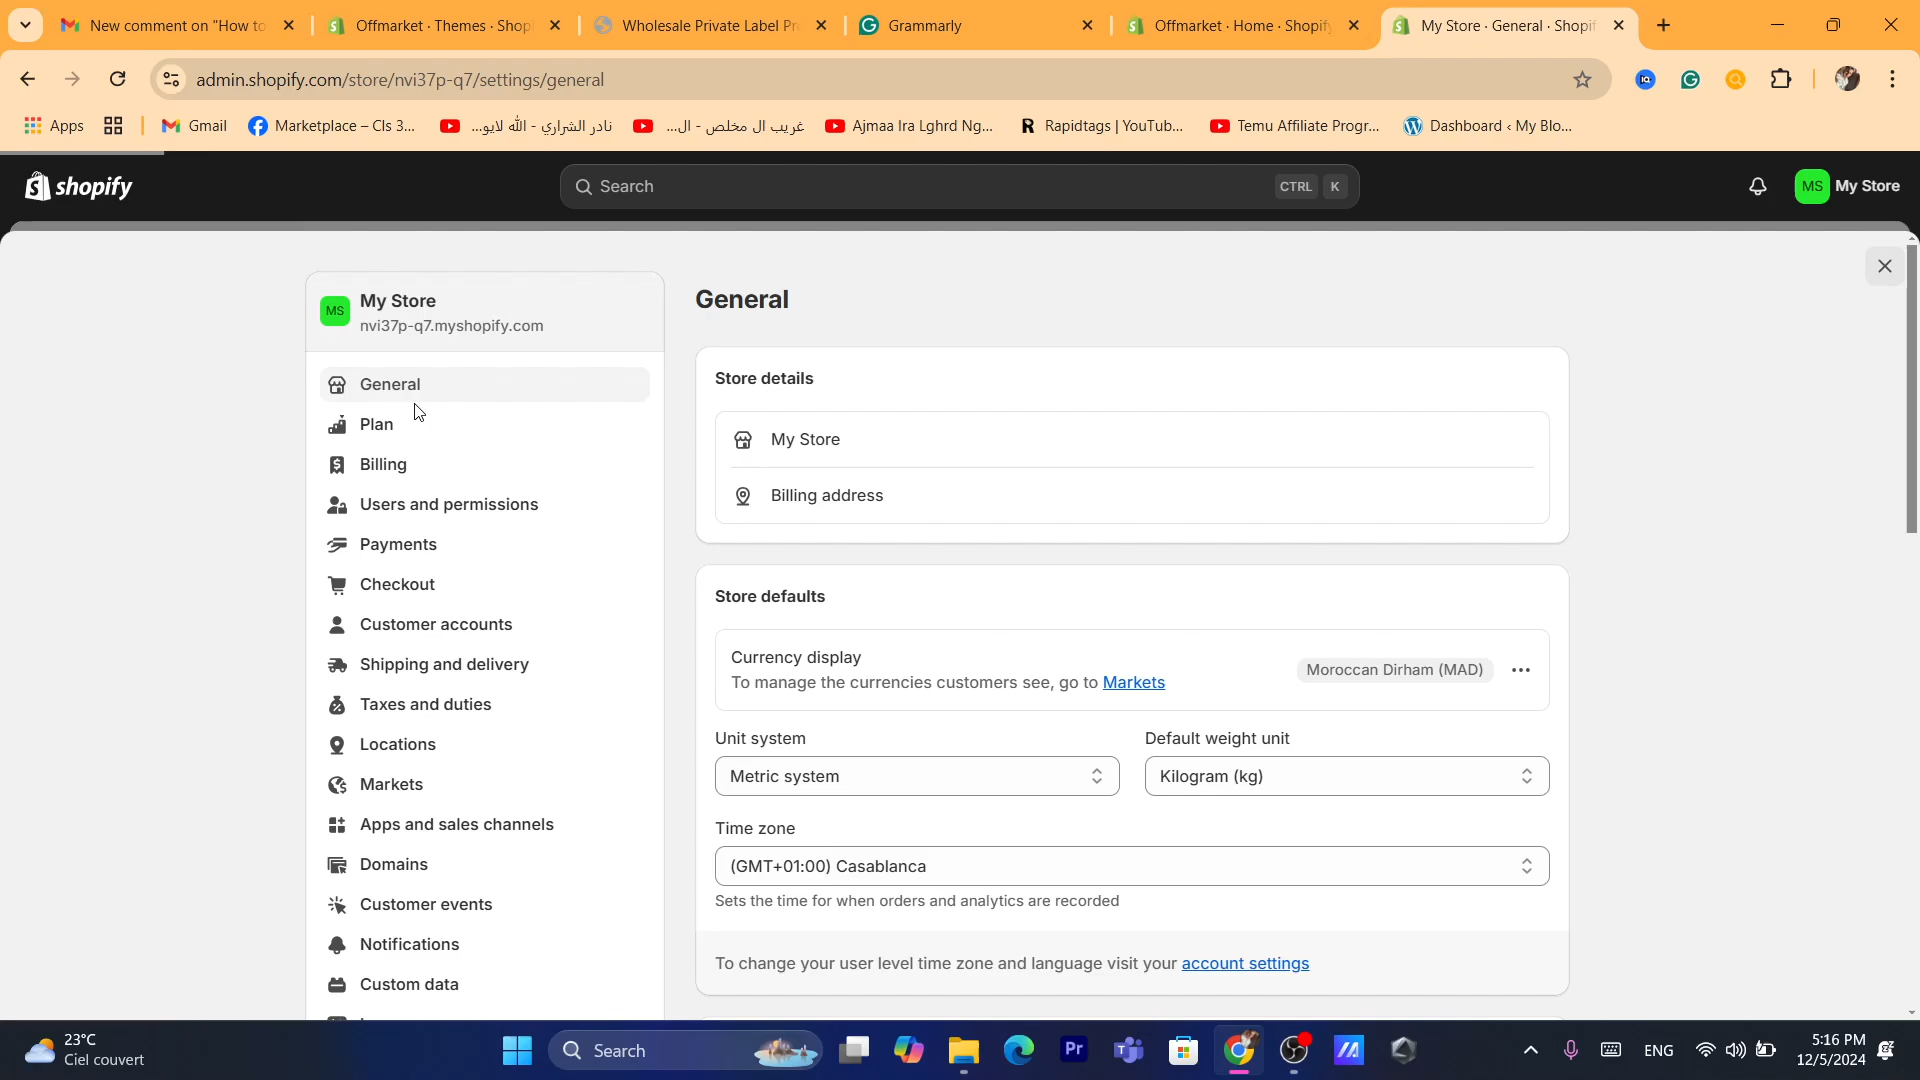 New comment on "How to
Offmarket · Themes · Shop
Wholesale Private Label Pr
Grammarly
Offmarket · Home · Shopify
My Store · General · Shopif
admin.shopify.com/store/nvi37p-q7/settings/general
Apps
Gmail
Marketplace – Cls 3...
نادر الشراري - الله لايو...
غريب ال مخلص - ال...
Ajmaa Ira Lghrd Ng...
Rapidtags | YouTub...
Temu Affiliate Progr...
Dashboard ‹ My Blo...
shopify
Search
CTRL K
MS My Store
MS
My Store
nvi37p-q7.myshopify.com
General
Plan
Billing
Users and permissions
Payments
Checkout
Customer accounts
Shipping and delivery
Taxes and duties
Locations
Markets
Apps and sales channels
Domains
Customer events
Notifications
Custom data
General
Store details
My Store
Billing address
Store defaults
Currency display
To manage the currencies customers see, go to Markets
Moroccan Dirham (MAD)
Unit system
Default weight unit
Metric system
Kilogram (kg)
Time zone
(GMT+01:00) Casablanca
Sets the time for when orders and analytics are recorded
To change your user level time zone and language visit your account settings
23°C
Ciel couvert
Search
Pr
ENG
5:16 PM
12/5/2024